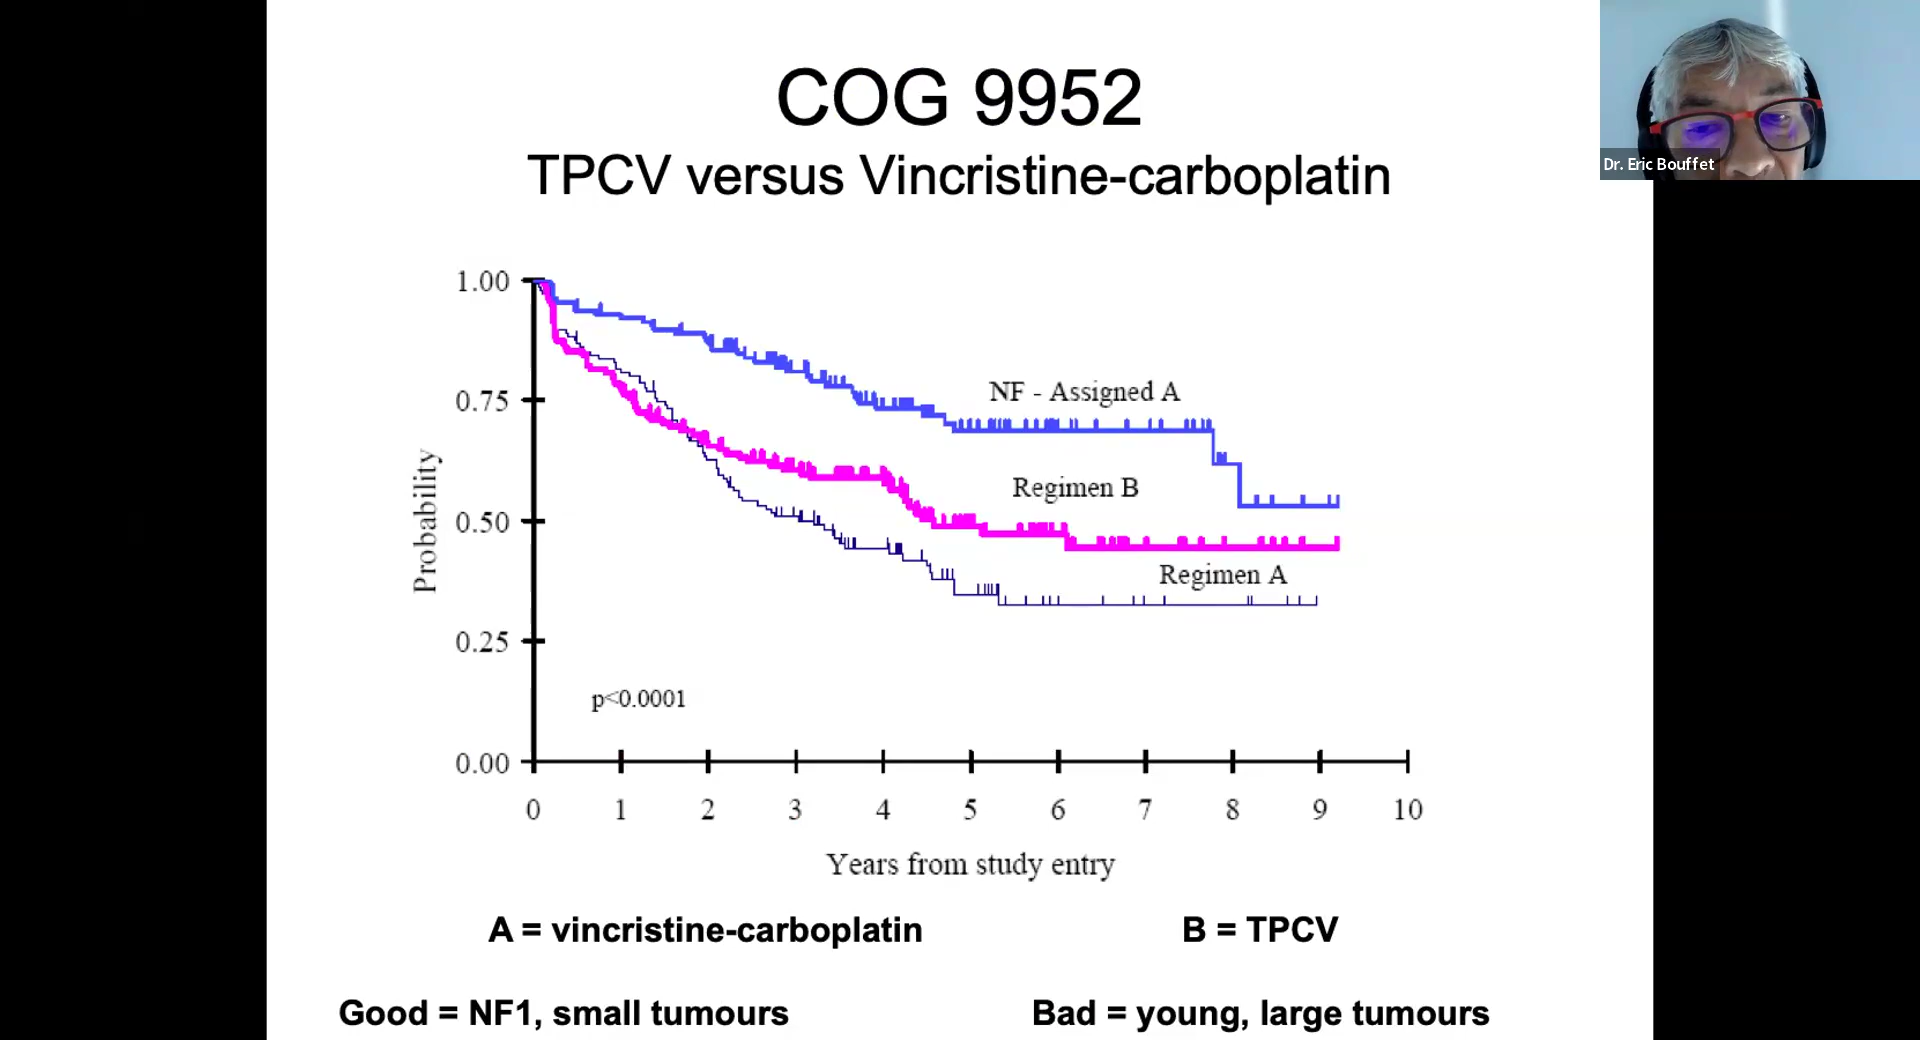 COG 9952
TPCV versus Vincristine-carboplatin
Dr. Eric Bouffet
1.00
0.75
0.50
0.25
0.00
Probability
NF - Assigned A
Regimen B
Regimen A
p<0.0001
0 1 2 3 4 5 6 7 8 9 10
Years from study entry
A = vincristine-carboplatin
B = TPCV
Good = NF1, small tumours
Bad = young, large tumours